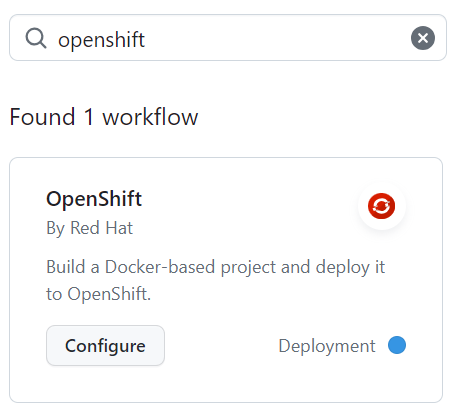 openshift
Found 1 workflow
OpenShift
By Red Hat
Build a Docker-based project and deploy it
to OpenShift.
Configure
Deployment